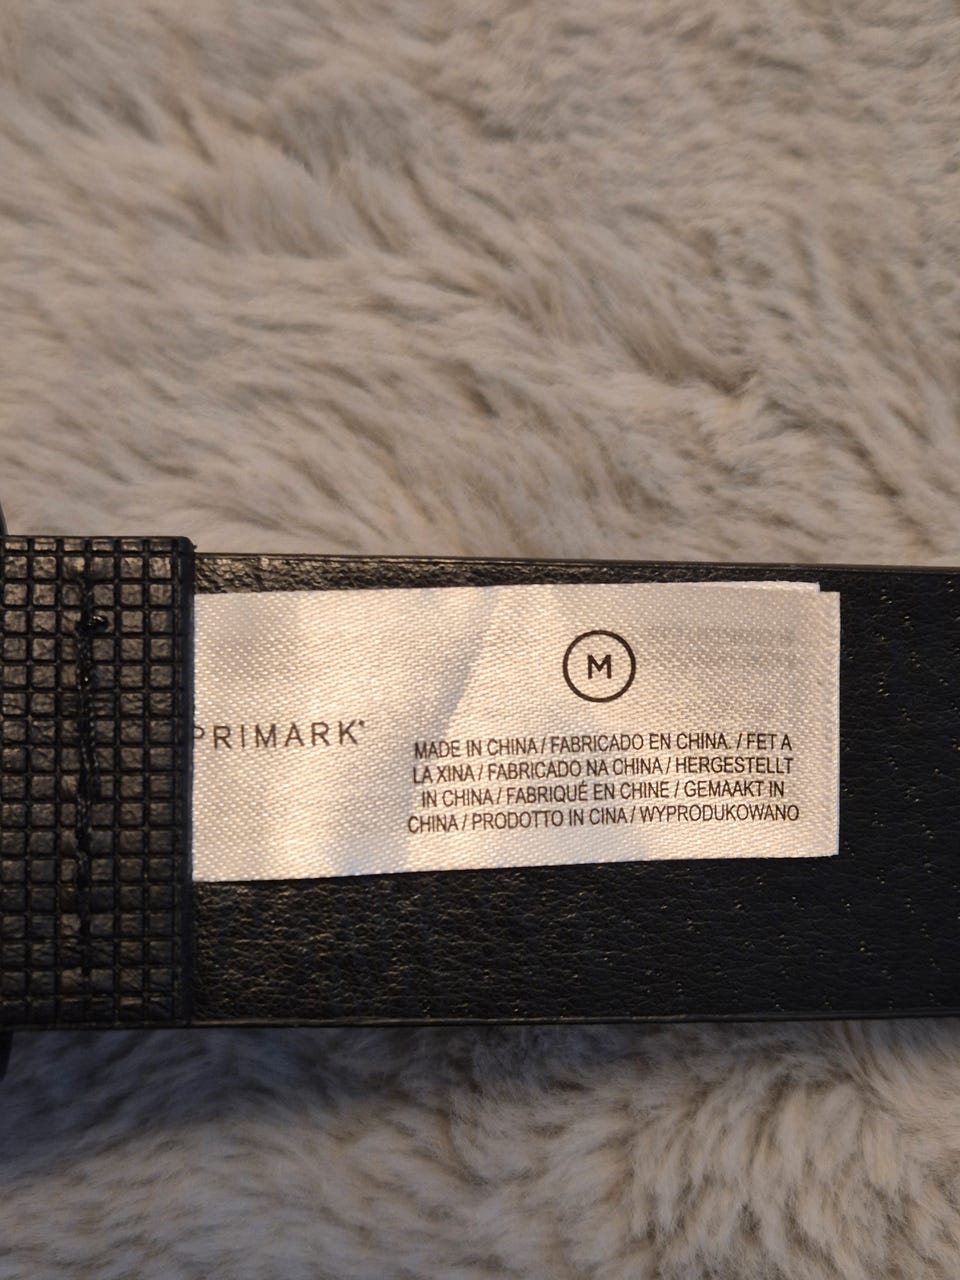 M
PRIMARK®
MADE IN CHINA / FABRICADO EN CHINA. / FET A
LA XINA / FABRICADO NA CHINA / HERGESTELLT
IN CHINA / FABRIQUÉ EN CHINE / GEMAAKT IN
CHINA / PRODOTTO IN CINA / WYPRODUKOWANO